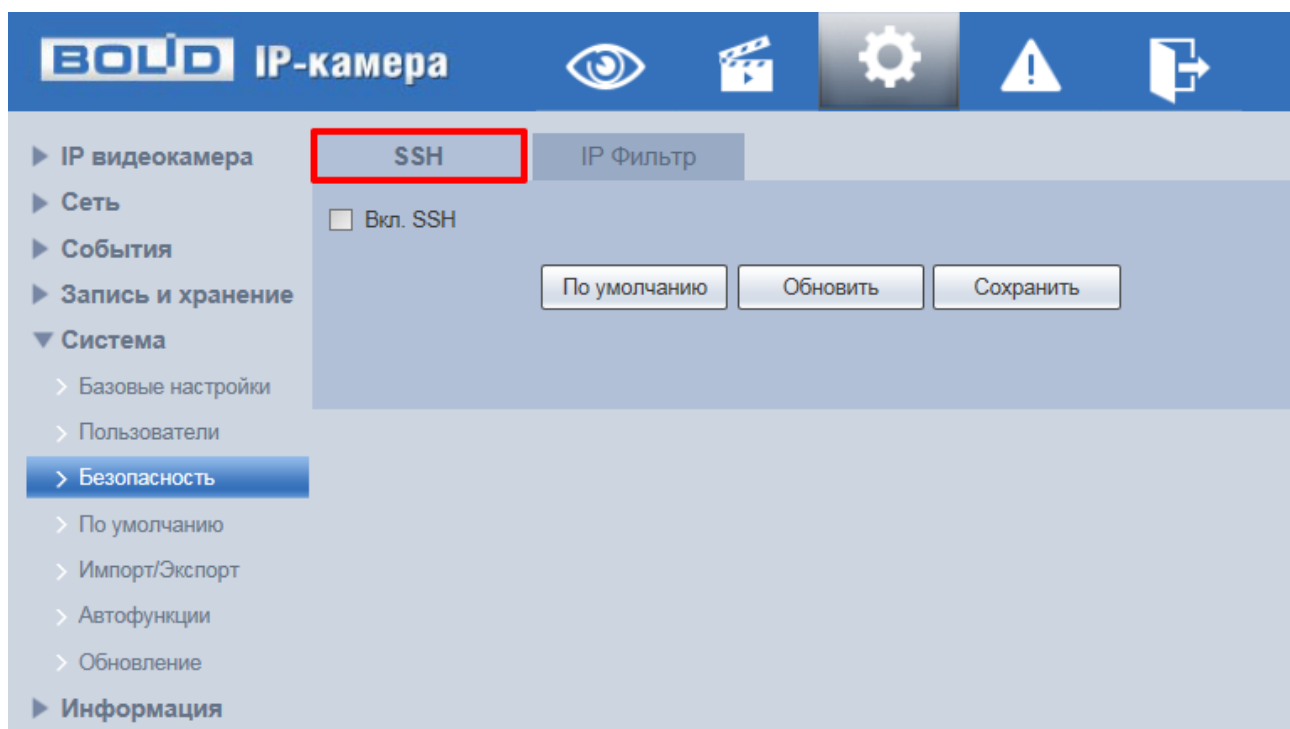 BOLID IP-камера
IP видеокамера
Сеть
События
Запись и хранение
Система
Базовые настройки
Пользователи
Безопасность
По умолчанию
Импорт/Экспорт
Автофункции
Обновление
Информация
SSH IP Фильтр
Вкл. SSH
По умолчанию Обновить Сохранить